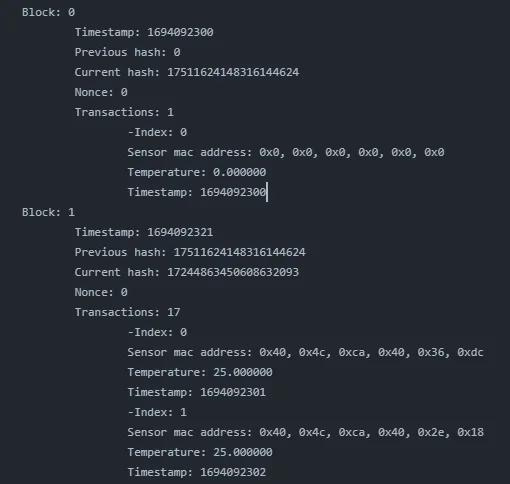 Block: 0
Timestamp: 1694092300
Previous hash: 0
Current hash: 17511624148316144624
Nonce: 0
Transactions: 1
-Index: 0
Sensor mac address: 0x0, 0x0, 0x0, 0x0, 0x0, 0x0
Temperature: 0.000000
Timestamp: 1694092300
Block: 1
Timestamp: 1694092321
Previous hash: 17511624148316144624
Current hash: 17244863450608632093
Nonce: 0
Transactions: 17
-Index: 0
Sensor mac address: 0x40, 0x4c, 0xca, 0x40, 0x36, 0xdc
Temperature: 25.000000
Timestamp: 1694092301
-Index: 1
Sensor mac address: 0x40, 0x4c, 0xca, 0x40, 0x2e, 0x18
Temperature: 25.000000
Timestamp: 1694092302